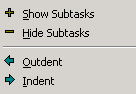 Show Subtasks
Hide Subtasks
Outdent
Indent